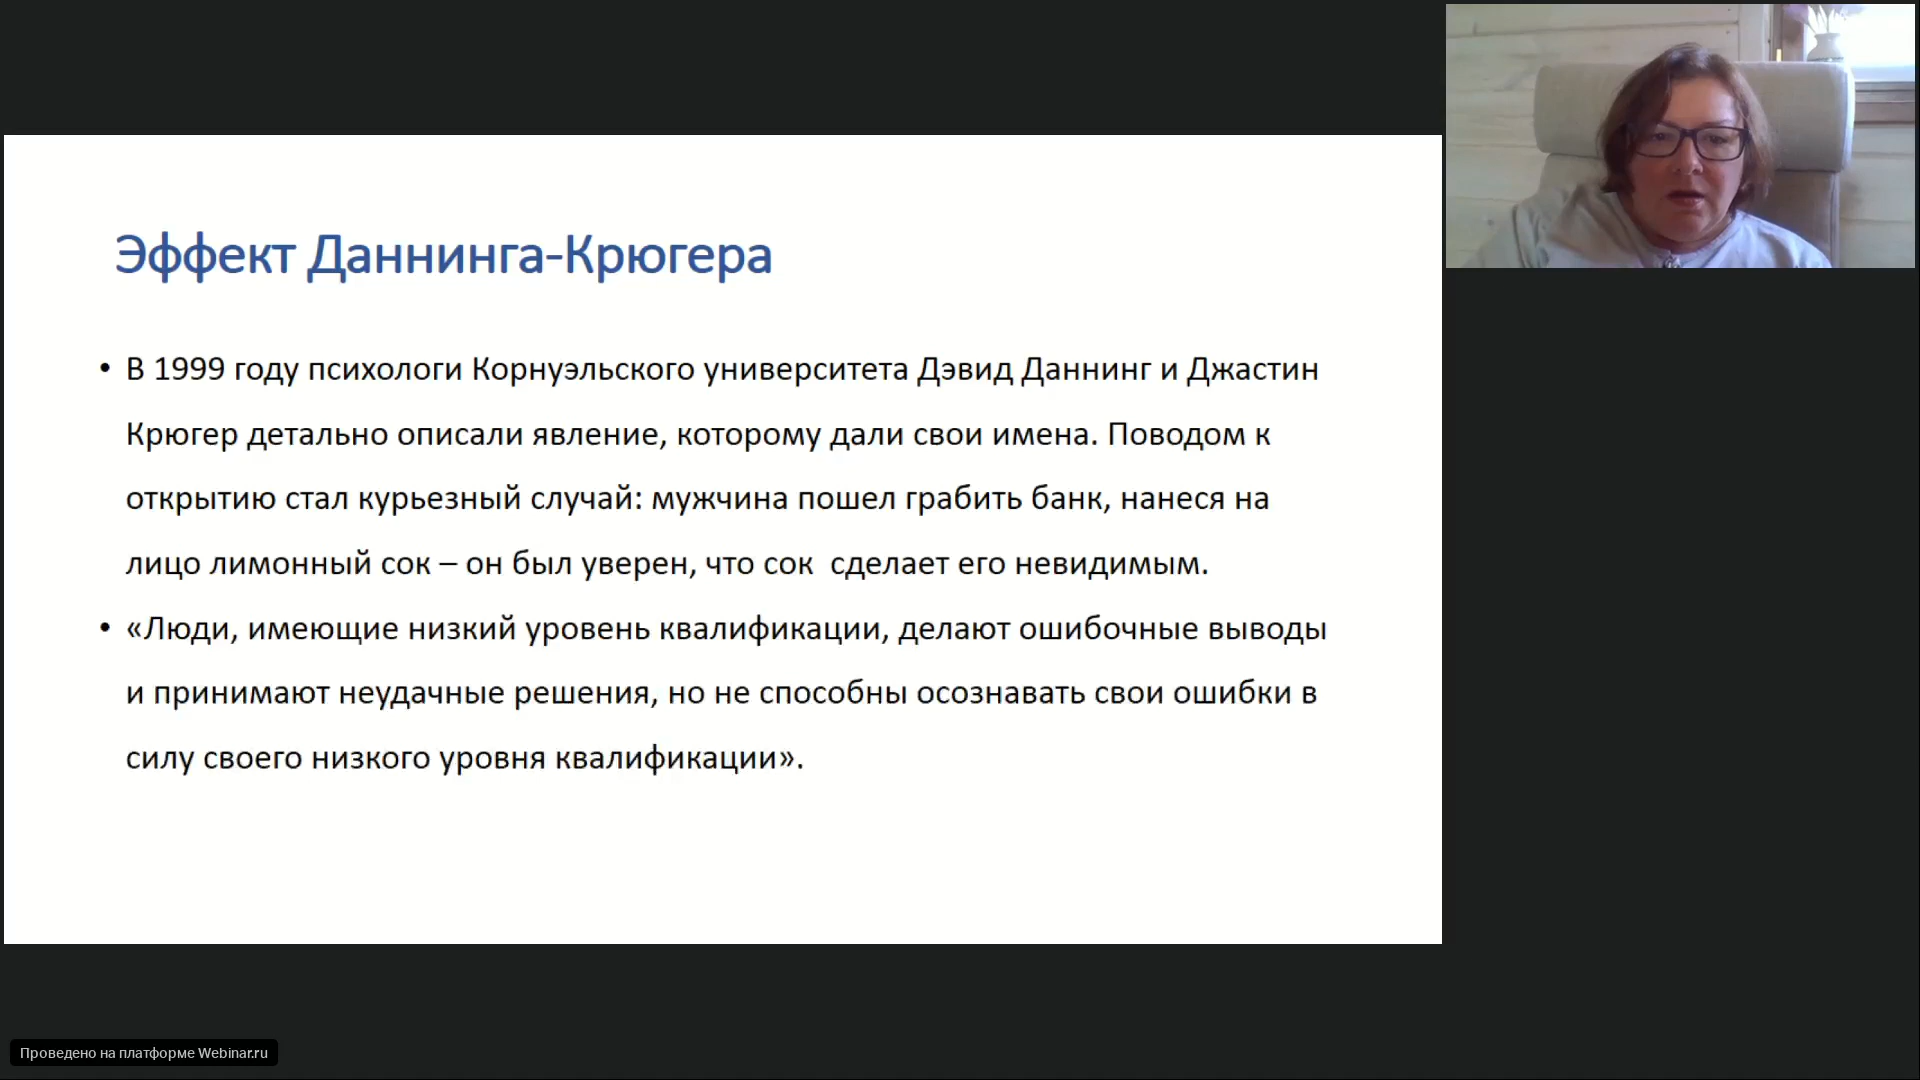 Эффект Даннинга-Крюгера
• В 1999 году психологи Корнуэльского университета Дэвид Даннинг и Джастин
Крюгер детально описали явление, которому дали свои имена. Поводом к
открытию стал курьезный случай: мужчина пошел грабить банк, нанеся на
лицо лимонный сок – он был уверен, что сок  сделает его невидимым.
• «Люди, имеющие низкий уровень квалификации, делают ошибочные выводы
и принимают неудачные решения, но не способны осознавать свои ошибки в
силу своего низкого уровня квалификации».
Проведено на платформе Webinar.ru